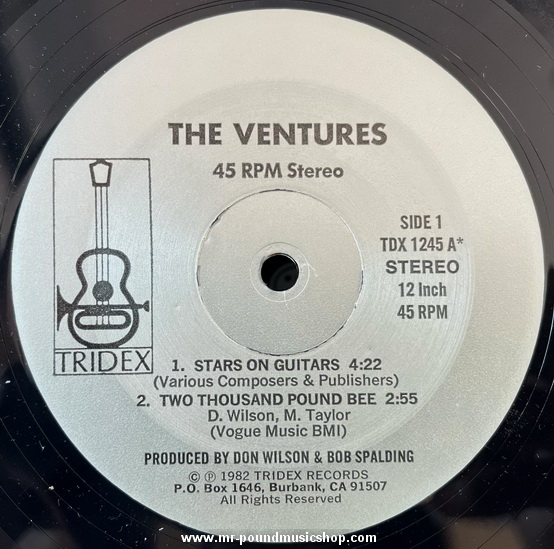 THE VENTURES
45 RPM Stereo
SIDE 1
TDX 1245 A*
STEREO
12 Inch
45 RPM
TRIDEX
1. STARS ON GUITARS 4:22
(Various Composers & Publishers)
2. TWO THOUSAND POUND BEE 2:55
D. Wilson, M. Taylor
(Vogue Music BMI)
PRODUCED BY DON WILSON & BOB SPALDING
© ℗ 1982 TRIDEX RECORDS
P.O. Box 1646, Burbank, CA 91507
All Rights Reserved
www.mr-poundmusicshop.com